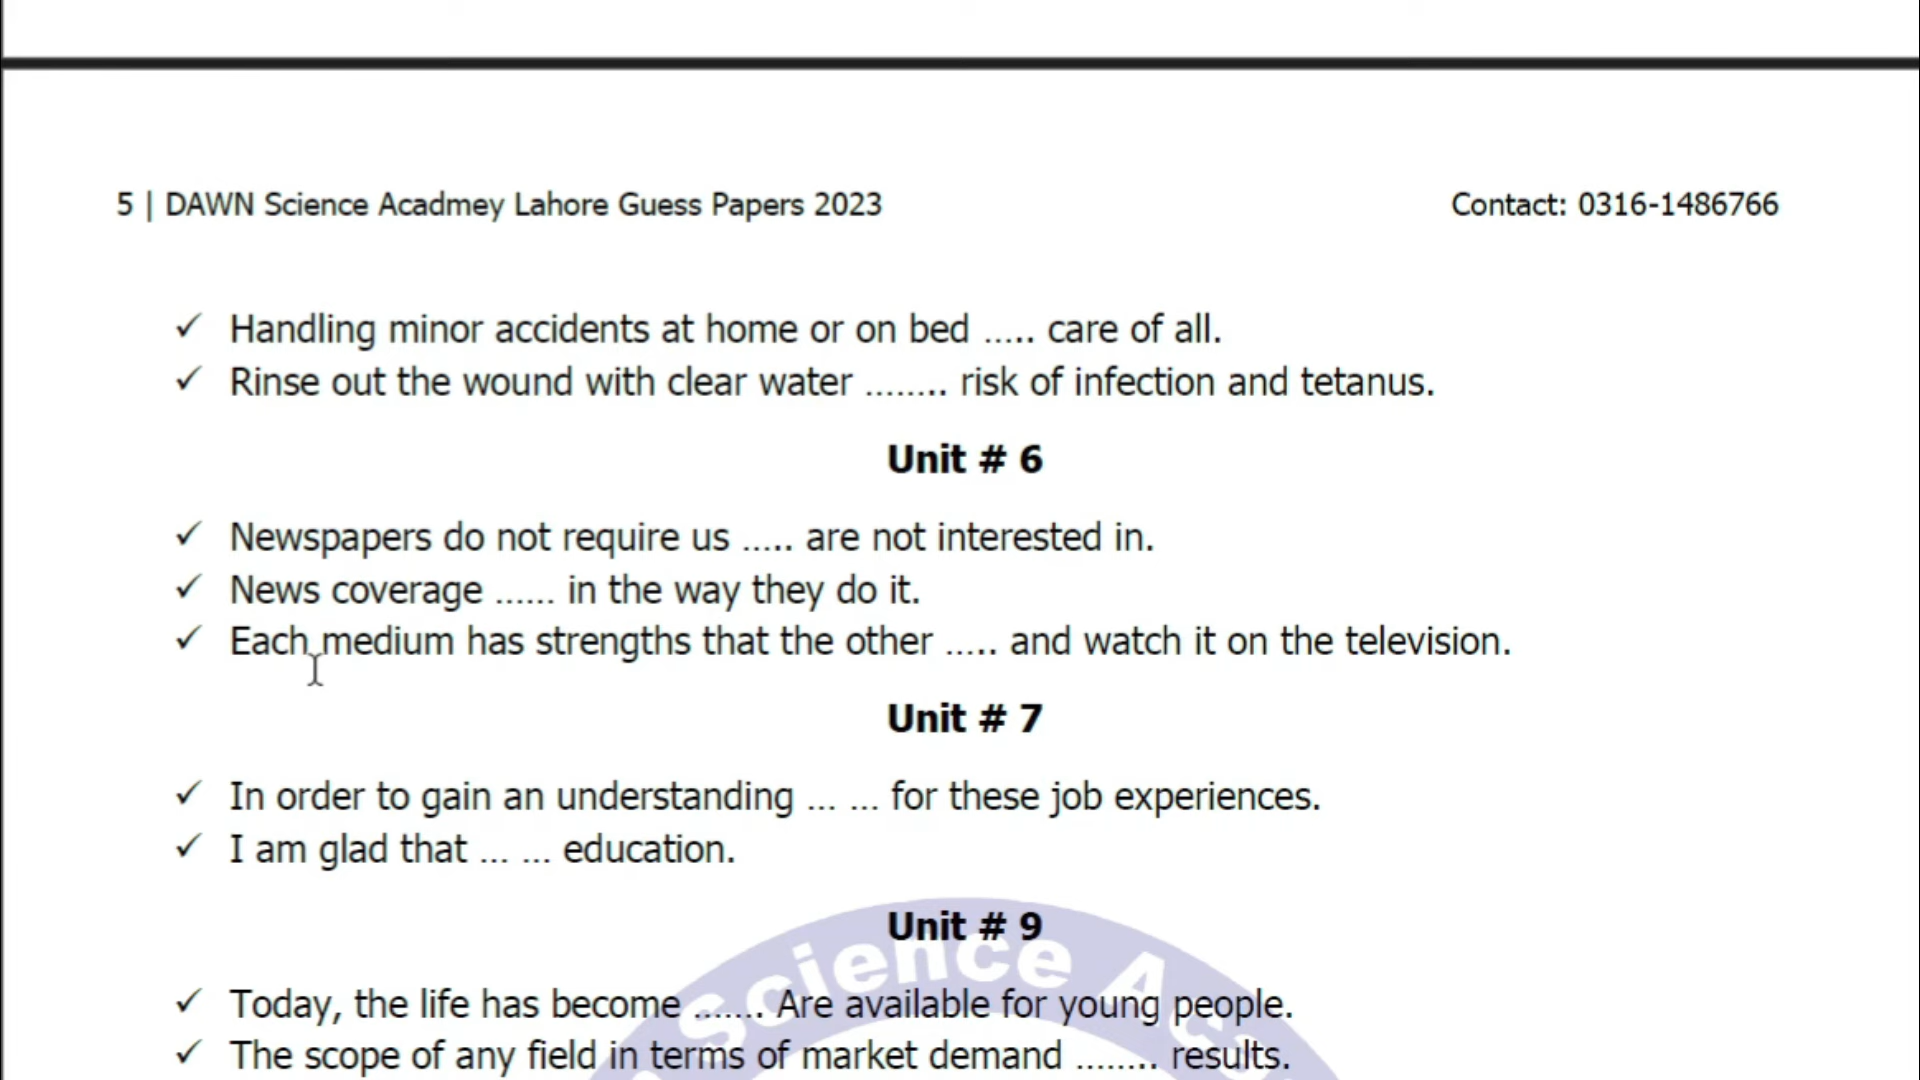 5 | DAWN Science Acadmey Lahore Guess Papers 2023 Contact: 0316-1486766
✓ Handling minor accidents at home or on bed ..... care of all.
✓ Rinse out the wound with clear water ........ risk of infection and tetanus.
Unit # 6
✓ Newspapers do not require us ..... are not interested in.
✓ News coverage ...... in the way they do it.
✓ Each medium has strengths that the other ..... and watch it on the television.
Unit # 7
✓ In order to gain an understanding ... ... for these job experiences.
✓ I am glad that ... ... education.
Unit # 9
Science Aca
✓ Today, the life has become ....... Are available for young people.
✓ The scope of any field in terms of market demand ........ results.